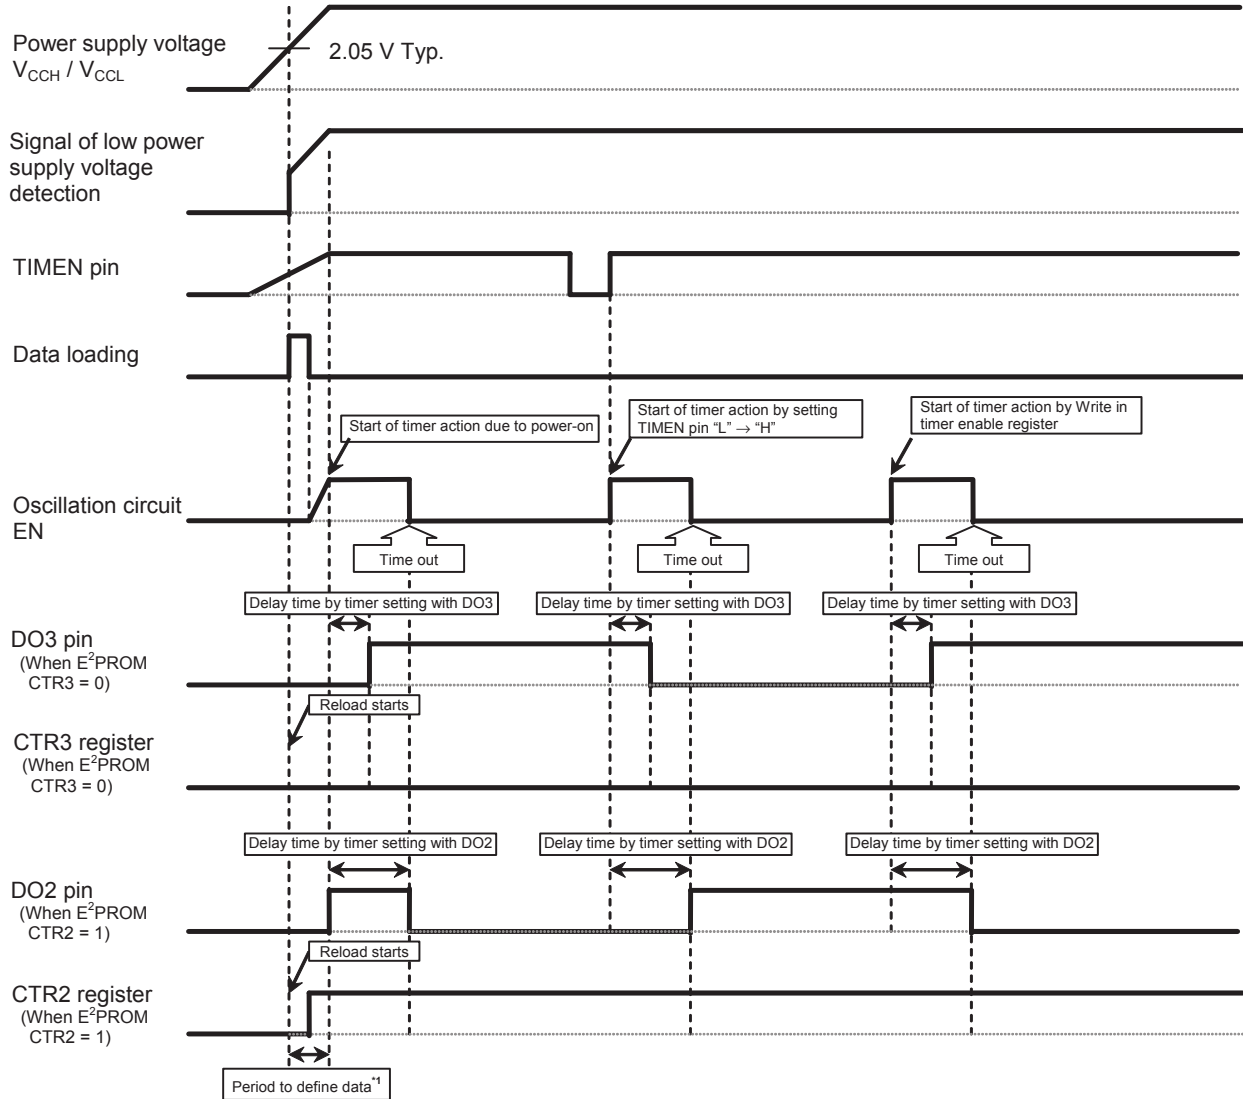 Power supply voltage
V_CCH / V_CCL
2.05 V Typ.
Signal of low power
supply voltage
detection
TIMEN pin
Data loading
Start of timer action due to power-on
Start of timer action by setting
TIMEN pin “L” → “H”
Start of timer action by Write in
timer enable register
Oscillation circuit
EN
Time out
Time out
Time out
Delay time by timer setting with DO3
Delay time by timer setting with DO3
Delay time by timer setting with DO3
DO3 pin
(When E²PROM
CTR3 = 0)
Reload starts
CTR3 register
(When E²PROM
CTR3 = 0)
Delay time by timer setting with DO2
Delay time by timer setting with DO2
Delay time by timer setting with DO2
DO2 pin
(When E²PROM
CTR2 = 1)
Reload starts
CTR2 register
(When E²PROM
CTR2 = 1)
Period to define data*1